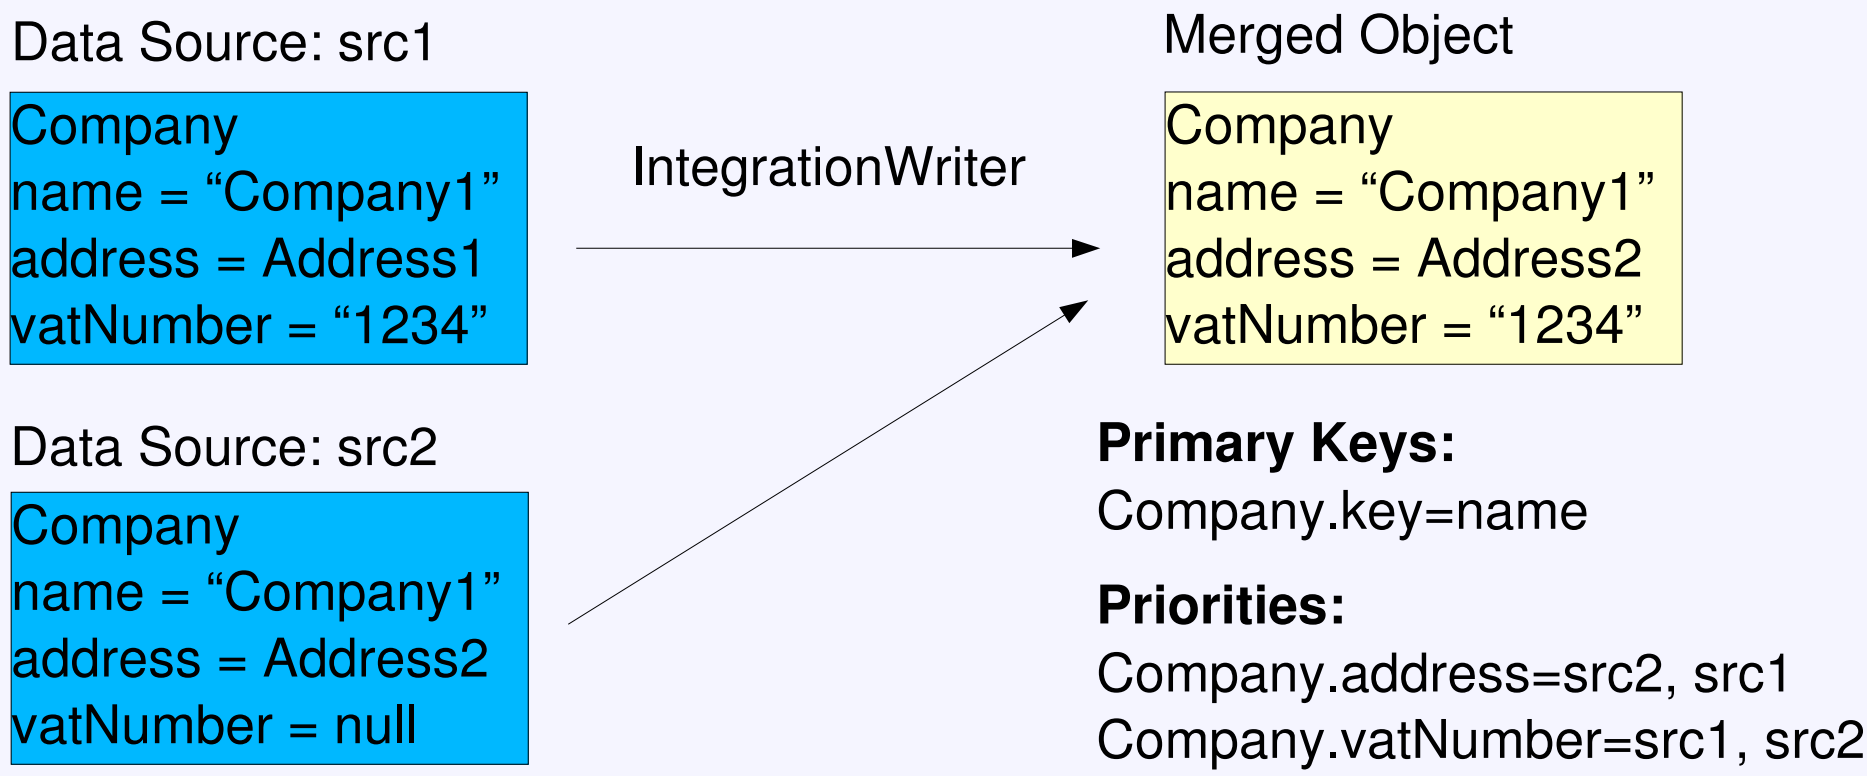 Data Source: src1
Company
name = “Company1”
address = Address1
vatNumber = “1234”
Data Source: src2
Company
name = “Company1”
address = Address2
vatNumber = null
IntegrationWriter
Merged Object
Company
name = “Company1”
address = Address2
vatNumber = “1234”
Primary Keys:
Company.key=name
Priorities:
Company.address=src2, src1
Company.vatNumber=src1, src2